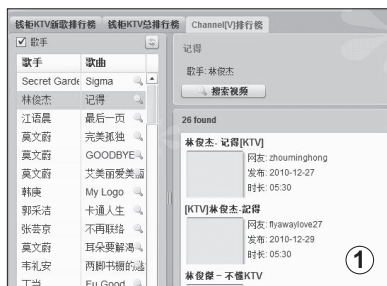 钱柜KTV新歌排行榜 钱柜KTV总排行榜 Channel[V]排行榜
歌手
歌手 歌曲
Secret Garde Sigma
林俊杰 记得
江语晨 最后一页
莫文蔚 完美孤独
莫文蔚 GOODBYE
莫文蔚 艾美丽爱美丽
韩庚 My Logo
郭采洁 卡通人生
张芸京 不再联络
莫文蔚 耳朵要解渴
韦礼安 两脚书橱的逃
丁当 Eu Good
记得
歌手: 林俊杰
搜索视频
26 found
林俊杰- 记得[KTV]
网友: zhouminghong
发布: 2010-12-27
时长: 05:30
[KTV]林俊杰-記得
网友: flyawaylove27
发布: 2010-12-29
时长: 05:30
林俊傑 – 不懂KTV
1